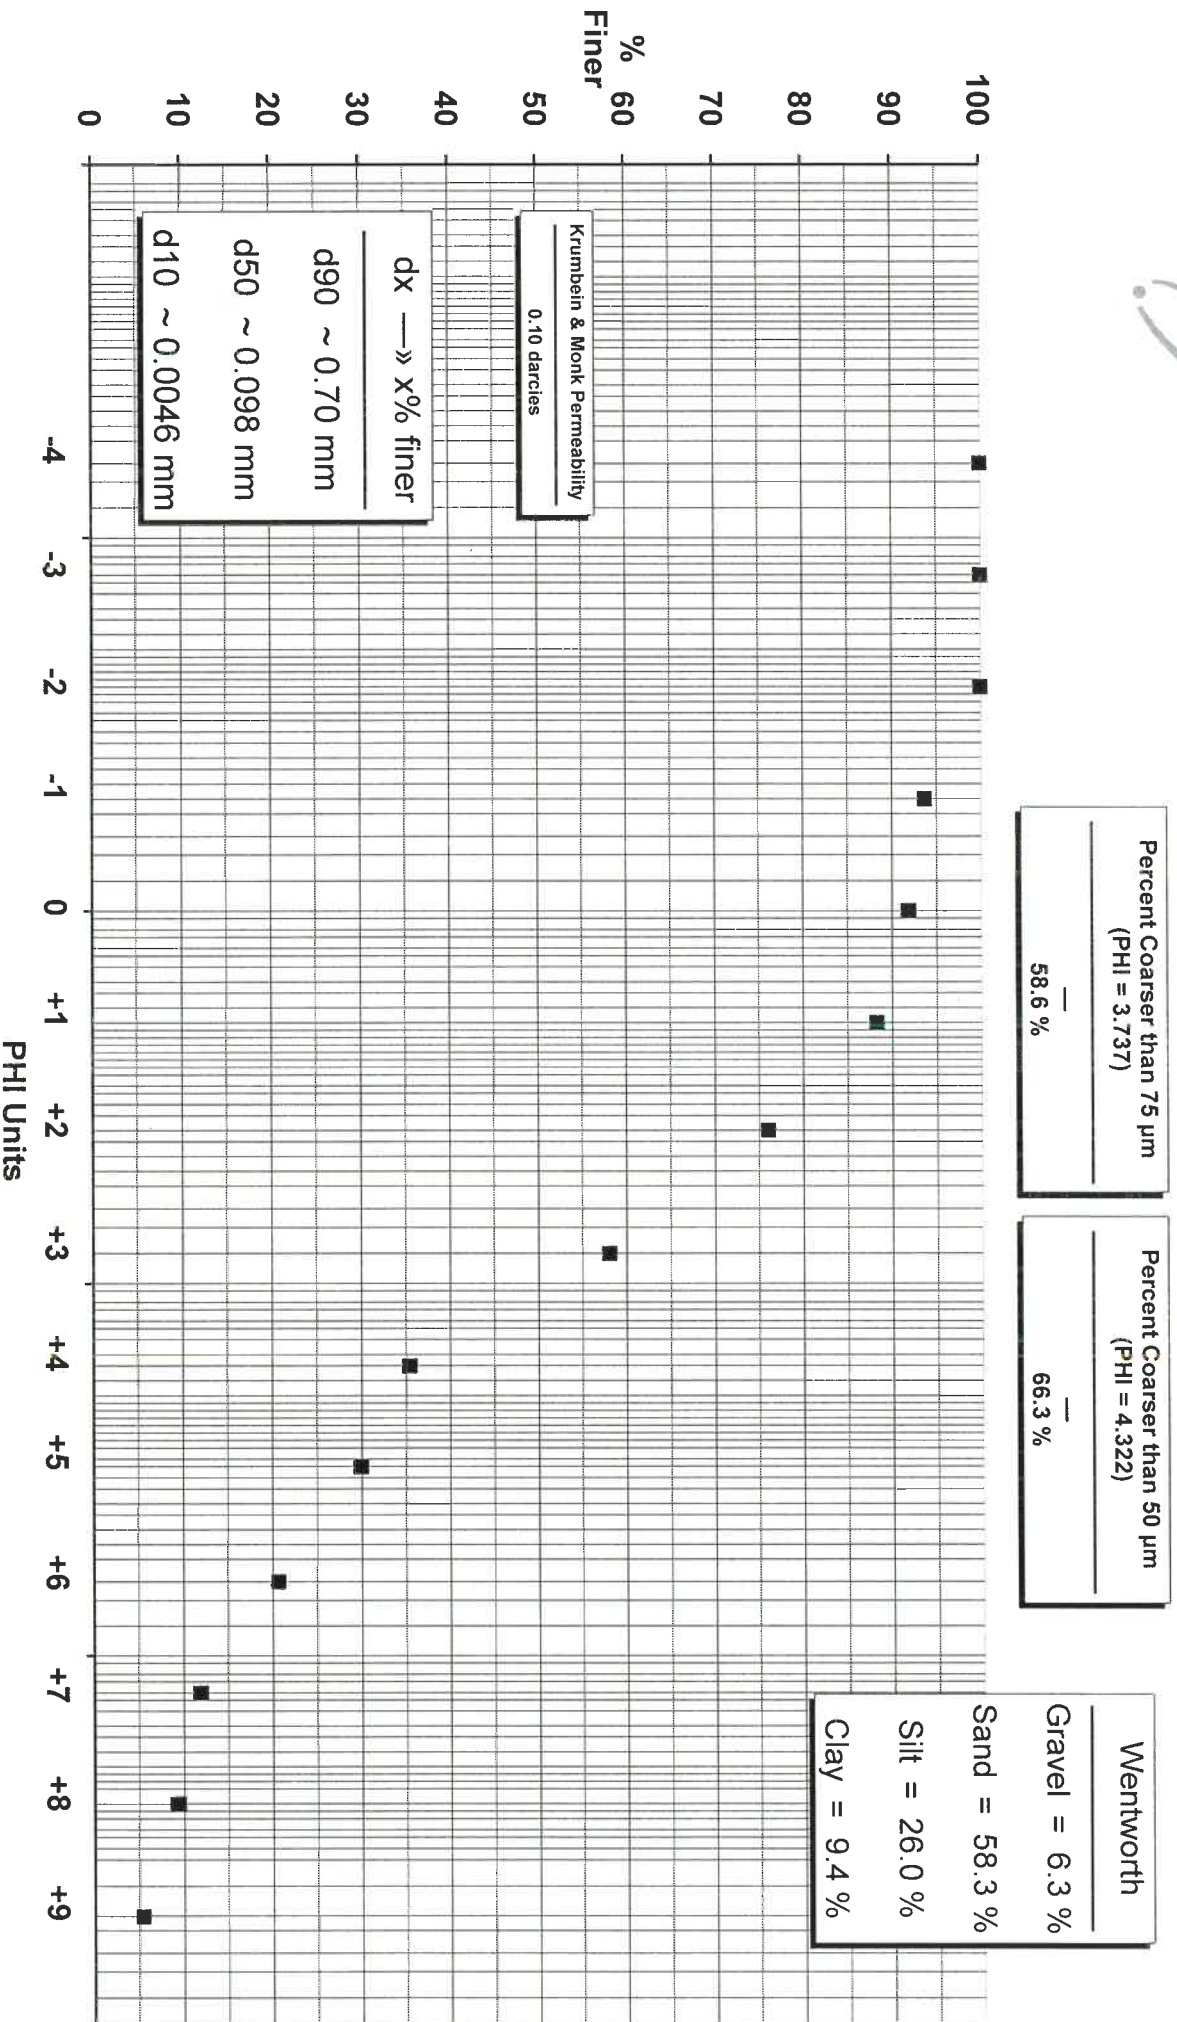 Percent Coarser than 75 µm
(PHI = 3.737)
58.6 %
Percent Coarser than 50 µm
(PHI = 4.322)
66.3 %
Wentworth
Gravel = 6.3 %
Sand = 58.3 %
Silt = 26.0 %
Clay = 9.4 %
%
Finer
100
90
80
70
60
50
40
30
20
10
0
Krumbein & Monk Permeability
0.10 darcies
dx —» x% finer
d90 ~ 0.70 mm
d50 ~ 0.098 mm
d10 ~ 0.0046 mm
-4 -3 -2 -1 0 +1 +2 +3 +4 +5 +6 +7 +8 +9
PHI Units